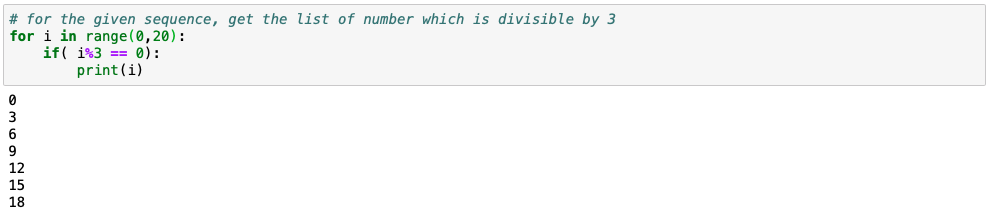 # for the given sequence, get the list of number which is divisible by 3
for i in range(0,20):
    if( i%3 == 0):
        print(i)
0
3
6
9
12
15
18